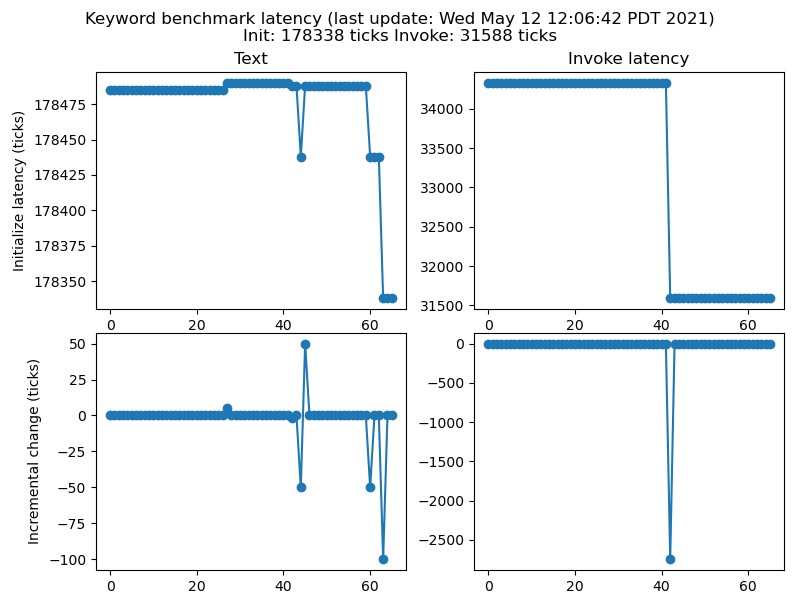 Keyword benchmark latency (last update: Wed May 12 12:06:42 PDT 2021)
Init: 178338 ticks Invoke: 31588 ticks
Text
Initialize latency (ticks)
178475
178450
178425
178400
178375
178350
0 20 40 60
Invoke latency
34000
33500
33000
32500
32000
31500
0 20 40 60
Incremental change (ticks)
50
25
0
−25
−50
−75
−100
0 20 40 60
0
−500
−1000
−1500
−2000
−2500
0 20 40 60